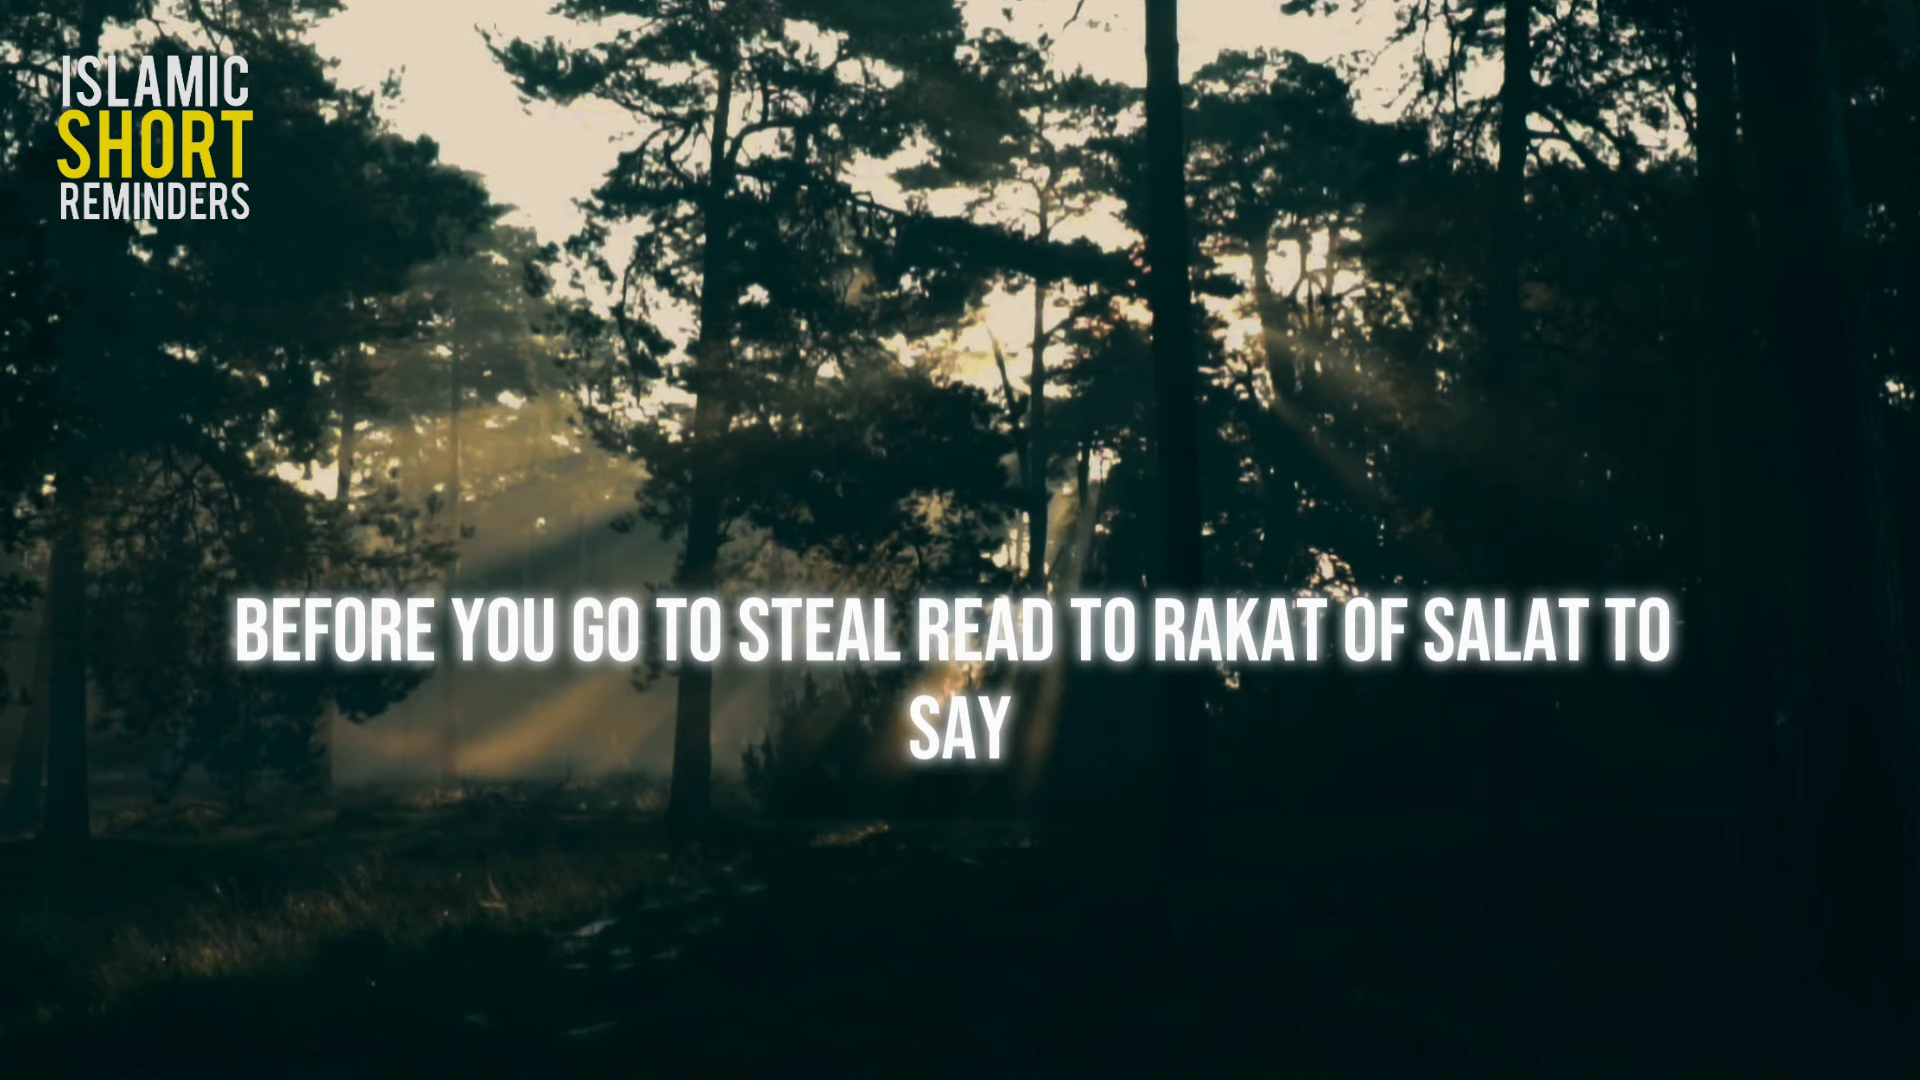 ISLAMIC
SHORT
REMINDERS
BEFORE YOU GO TO STEAL READ TO RAKAT OF SALAT TO
SAY